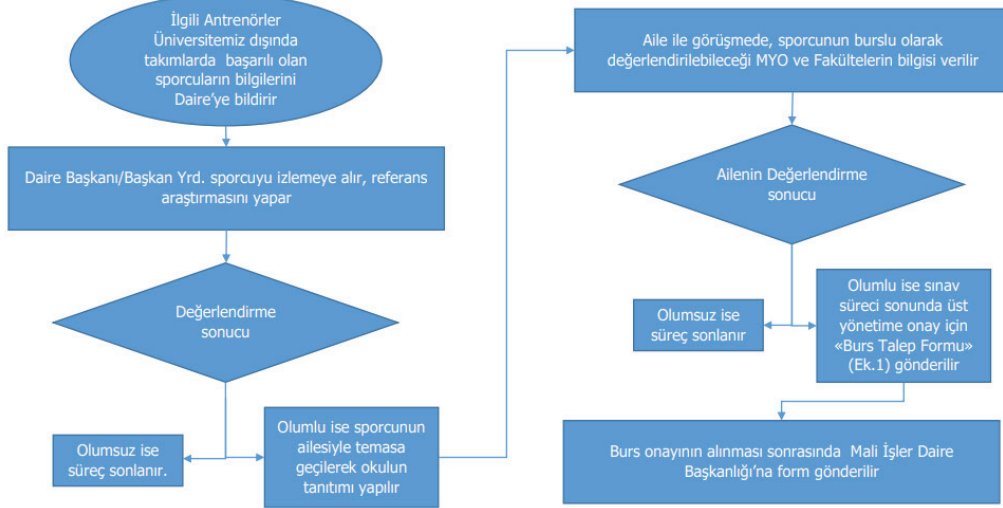 İlgili Antrenörler
Üniversitemiz dışında
takımlarda başarılı olan
sporcuların bilgilerini
Daire'ye bildirir
Daire Başkanı/Başkan Yrd. sporcuyu izlemeye alır, referans
araştırmasını yapar
Değerlendirme
sonucu
Olumsuz ise
süreç sonlanır.
Olumlu ise sporcunun
ailesiyle temasa
geçilerek okulun
tanıtımı yapılır
Aile ile görüşmede, sporcunun burslu olarak
değerlendirilebileceği MYO ve Fakültelerin bilgisi verilir
Ailenin Değerlendirme
sonucu
Olumsuz ise
süreç sonlanır
Olumlu ise sınav
süreci sonunda üst
yönetime onay için
«Burs Talep Formu»
(Ek.1) gönderilir
Burs onayının alınması sonrasında Mali İşler Daire
Başkanlığı'na form gönderilir